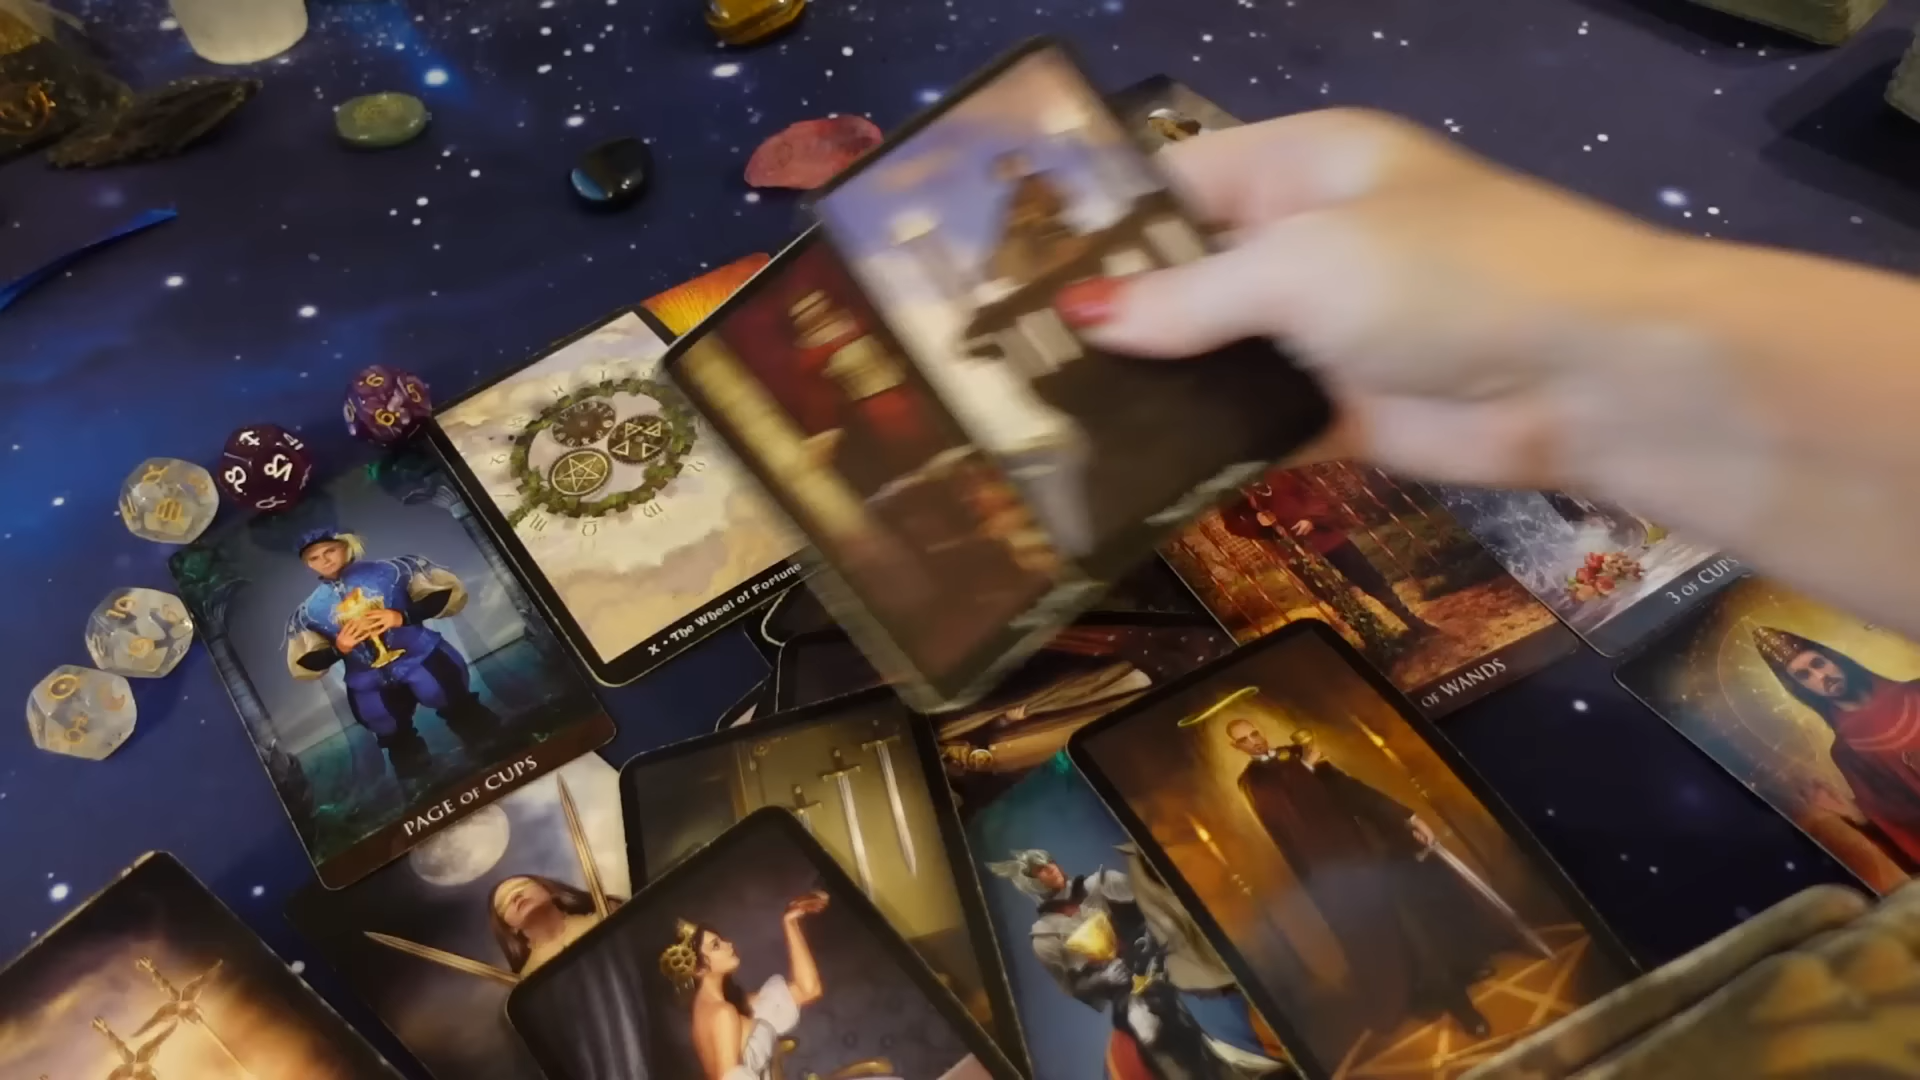 X • The Wheel of Fortune
PAGE OF CUPS
OF WANDS
3 OF CUPS